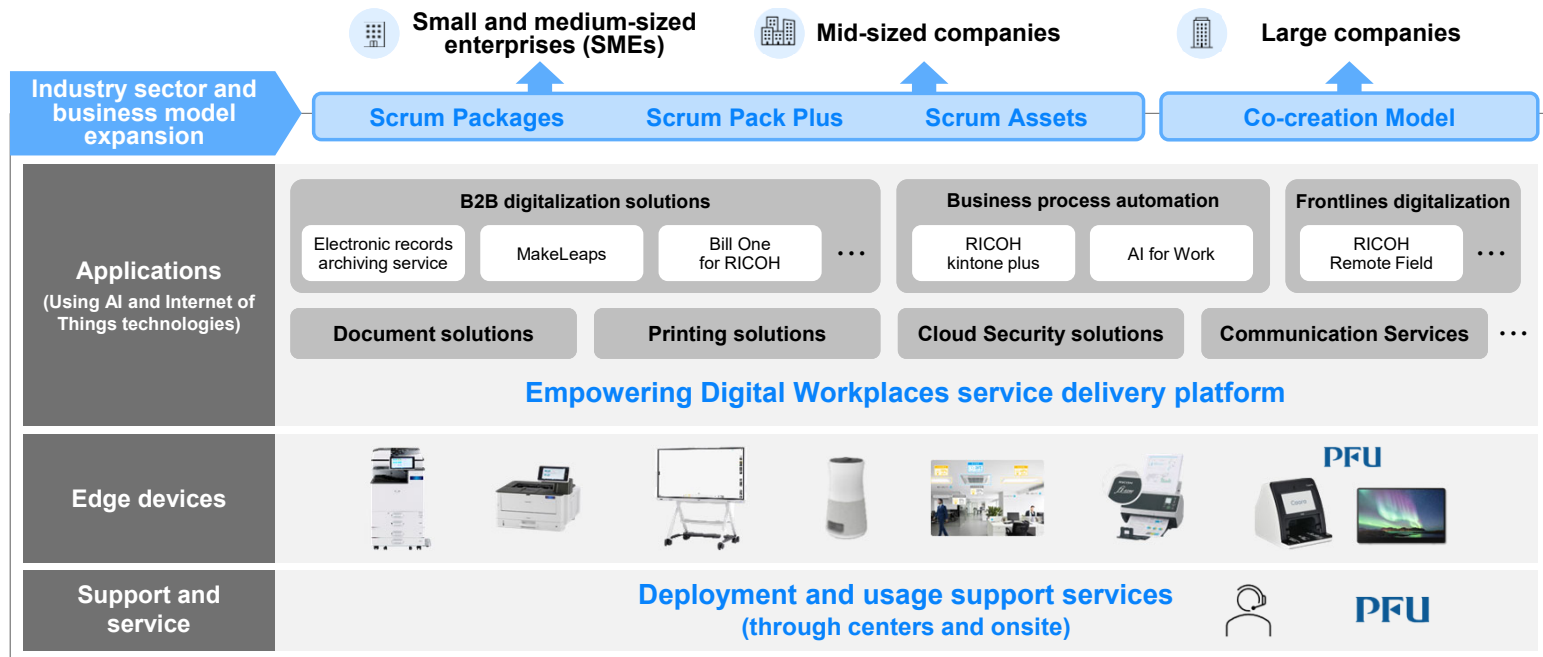 Small and medium-sized
enterprises (SMEs)
Mid-sized companies
Large companies
Industry sector and
business model
expansion
Scrum Packages
Scrum Pack Plus
Scrum Assets
Co-creation Model
Applications
(Using AI and Internet of
Things technologies)
B2B digitalization solutions
Electronic records
archiving service
MakeLeaps
Bill One
for RICOH
...
Business process automation
RICOH
kintone plus
AI for Work
Frontlines digitalization
RICOH
Remote Field
...
Document solutions
Printing solutions
Cloud Security solutions
Communication Services
...
Empowering Digital Workplaces service delivery platform
Edge devices
PFU
Support and
service
Deployment and usage support services
(through centers and onsite)
PFU